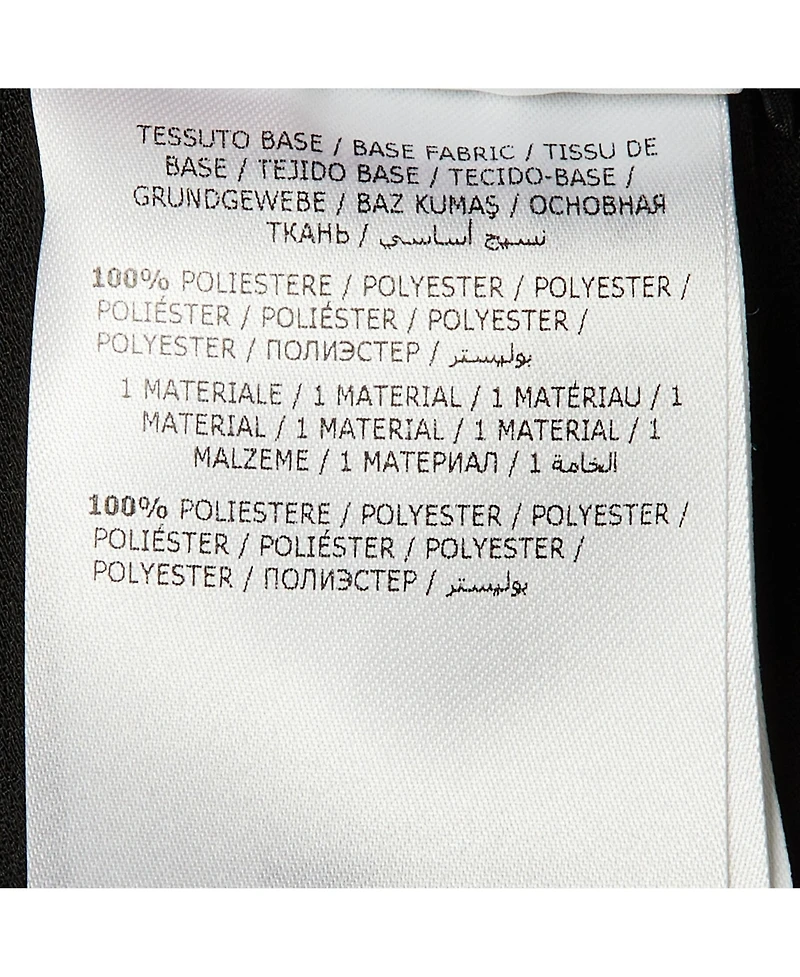 TESSUTO BASE / BASE FABRIC / TISSU DE
BASE / TEJIDO BASE / TECIDO-BASE /
GRUNDGEWEBE / BAZ KUMAŞ / ОСНОВНАЯ
ТКАНЬ / نسيج أساسي
100% POLIESTERE / POLYESTER / POLYESTER /
POLIÉSTER / POLIÉSTER / POLYESTER /
POLYESTER / ПОЛИЭСТЕР / بوليستر
1 MATERIALE / 1 MATERIAL / 1 MATÉRIAU / 1
MATERIAL / 1 MATERIAL / 1 MATERIAL / 1
MALZEME / 1 МАТЕРИАЛ / 1 الخامة
100% POLIESTERE / POLYESTER / POLYESTER /
POLIÉSTER / POLIÉSTER / POLYESTER /
POLYESTER / ПОЛИЭСТЕР / بوليستر